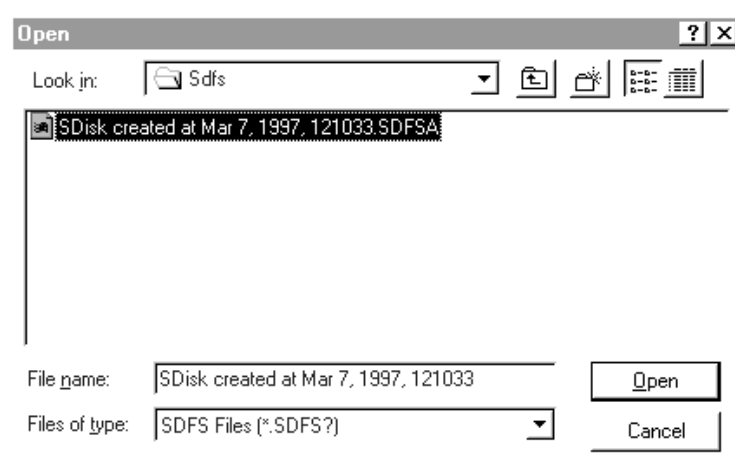 Open ? X
Look in: Sdfs
SDisk created at Mar 7, 1997, 121033.SDFSA
File name: SDisk created at Mar 7, 1997, 121033 Open
Files of type: SDFS Files (*.SDFS?) Cancel